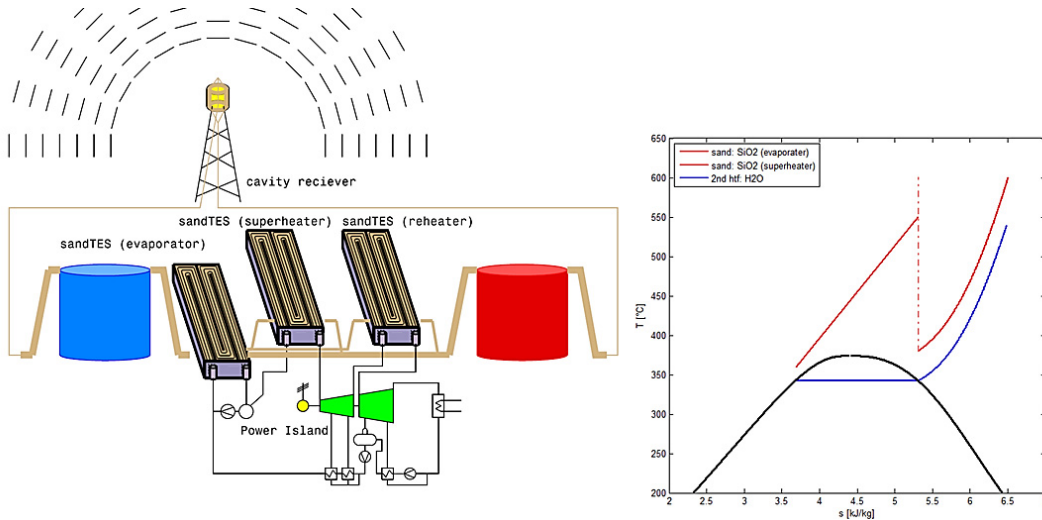 cavity reciever
sandTES (superheater) sandTES (reheater)
sandTES (evaporator)
Power Island
sand: SiO2 (evaporater)
sand: SiO2 (superheater)
2nd htf: H2O
650
600
550
500
450
400
350
300
250
200
T [°C]
2 2.5 3 3.5 4 4.5 5 5.5 6 6.5
s [kJ/kg]